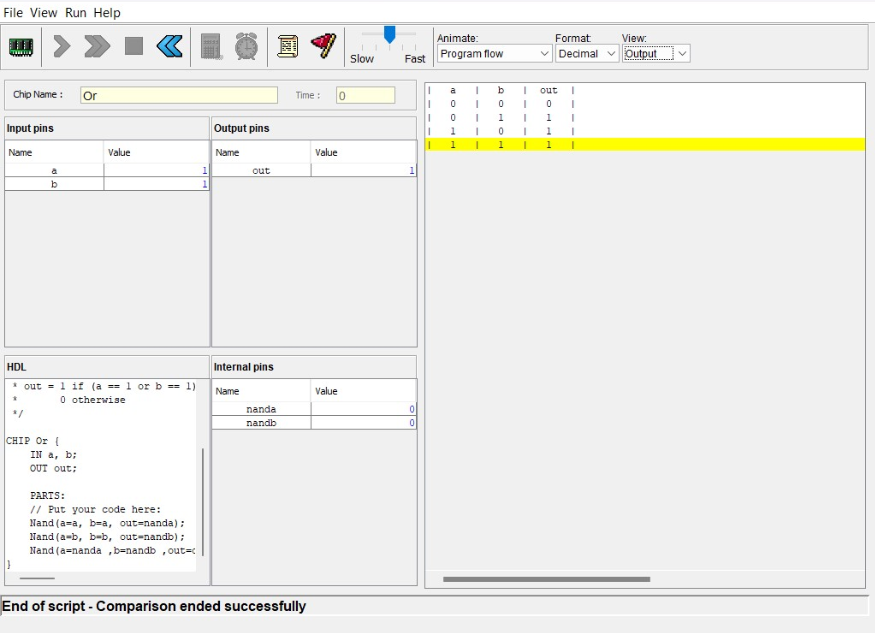 File View Run Help
Slow Fast
Animate: Format: View:
Program flow Decimal Output
Chip Name : Or Time : 0
Input pins
Name Value
a 1
b 1
Output pins
Name Value
out 1
HDL
* out = 1 if (a == 1 or b == 1)
* 0 otherwise
*/
CHIP Or {
IN a, b;
OUT out;
PARTS:
// Put your code here:
Nand(a=a, b=a, out=nanda);
Nand(a=b, b=b, out=nandb);
Nand(a=nanda ,b=nandb ,out=
}
Internal pins
Name Value
nanda 0
nandb 0
| a | b | out |
| 0 | 0 | 0 |
| 0 | 1 | 1 |
| 1 | 0 | 1 |
| 1 | 1 | 1 |
End of script - Comparison ended successfully